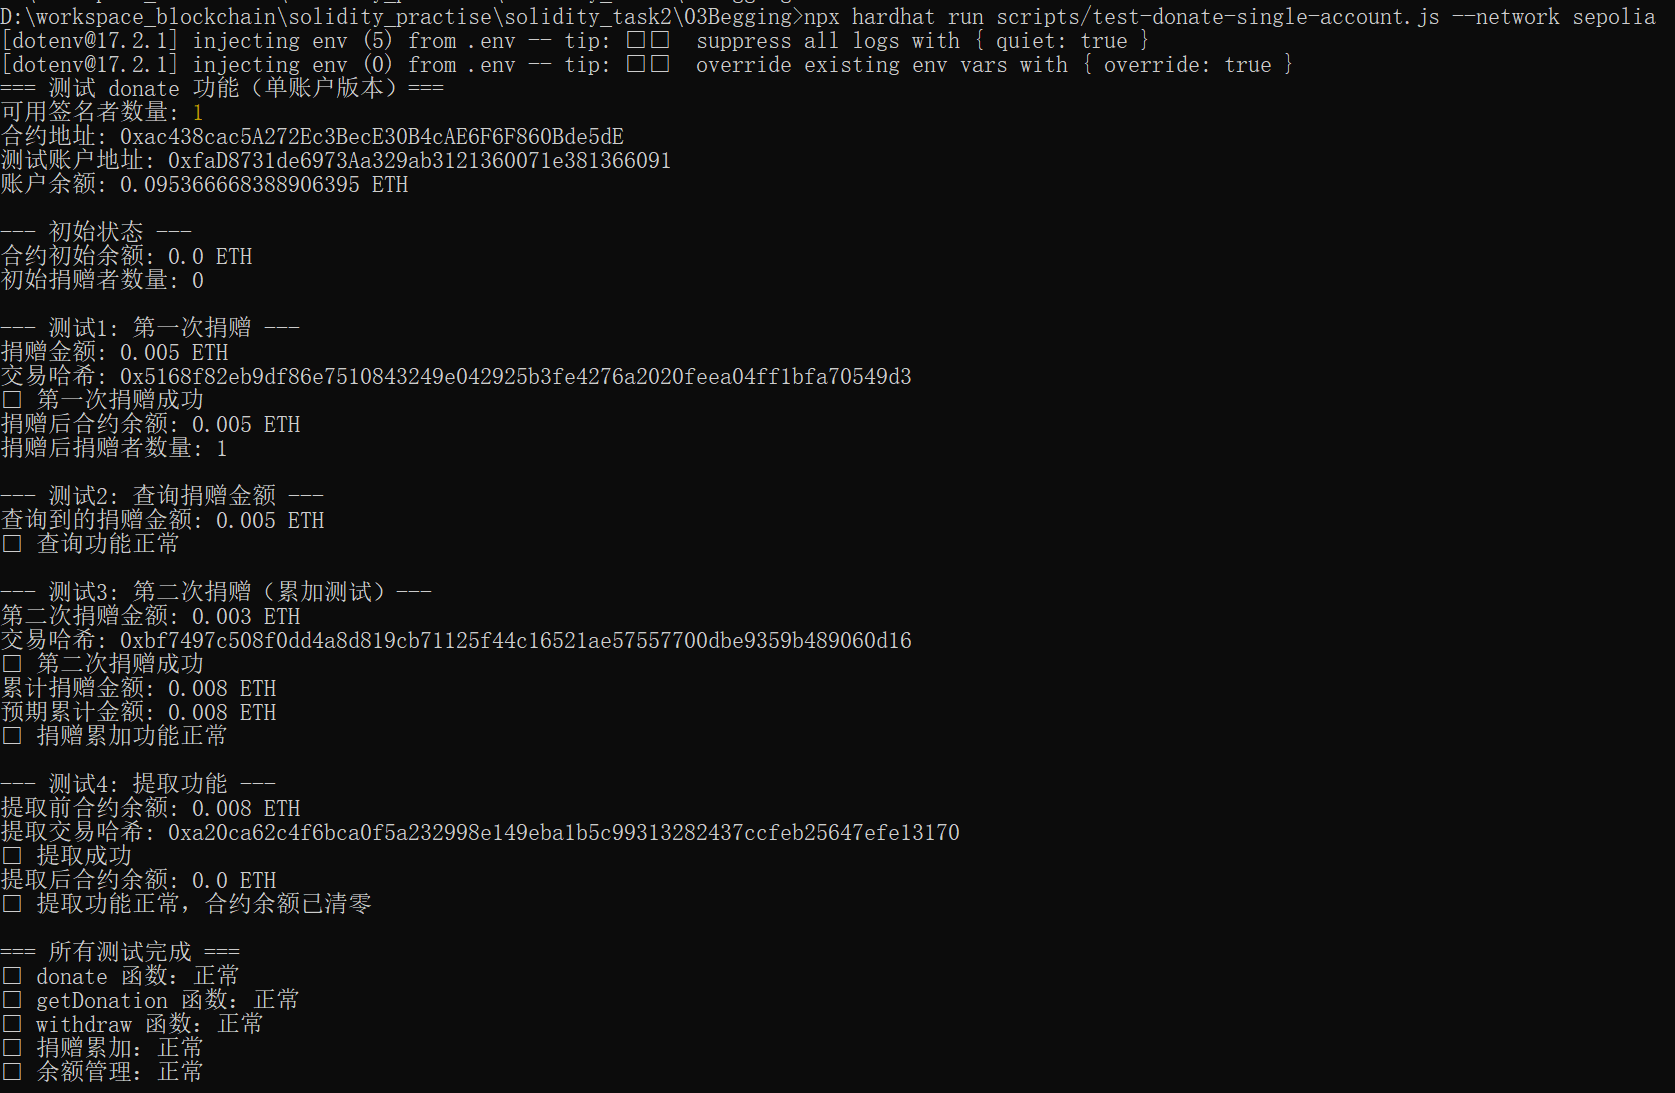 D:\workspace_blockchain\solidity_practise\solidity_task2\03Begging>npx hardhat run scripts/test-donate-single-account.js --network sepolia
[dotenv@17.2.1] injecting env (5) from .env -- tip: □□  suppress all logs with { quiet: true }
[dotenv@17.2.1] injecting env (0) from .env -- tip: □□  override existing env vars with { override: true }
=== 测试 donate 功能（单账户版本）===
可用签名者数量: 1
合约地址: 0xac438cac5A272Ec3BecE30B4cAE6F6F860Bde5dE
测试账户地址: 0xfaD8731de6973Aa329ab3121360071e381366091
账户余额: 0.095366668388906395 ETH
--- 初始状态 ---
合约初始余额: 0.0 ETH
初始捐赠者数量: 0
--- 测试1: 第一次捐赠 ---
捐赠金额: 0.005 ETH
交易哈希: 0x5168f82eb9df86e7510843249e042925b3fe4276a2020feea04ff1bfa70549d3
□ 第一次捐赠成功
捐赠后合约余额: 0.005 ETH
捐赠后捐赠者数量: 1
--- 测试2: 查询捐赠金额 ---
查询到的捐赠金额: 0.005 ETH
□ 查询功能正常
--- 测试3: 第二次捐赠（累加测试）---
第二次捐赠金额: 0.003 ETH
交易哈希: 0xbf7497c508f0dd4a8d819cb71125f44c16521ae57557700dbe9359b489060d16
□ 第二次捐赠成功
累计捐赠金额: 0.008 ETH
预期累计金额: 0.008 ETH
□ 捐赠累加功能正常
--- 测试4: 提取功能 ---
提取前合约余额: 0.008 ETH
提取交易哈希: 0xa20ca62c4f6bca0f5a232998e149eba1b5c99313282437ccfeb25647efe13170
□ 提取成功
提取后合约余额: 0.0 ETH
□ 提取功能正常，合约余额已清零
=== 所有测试完成 ===
□ donate 函数：正常
□ getDonation 函数：正常
□ withdraw 函数：正常
□ 捐赠累加：正常
□ 余额管理：正常